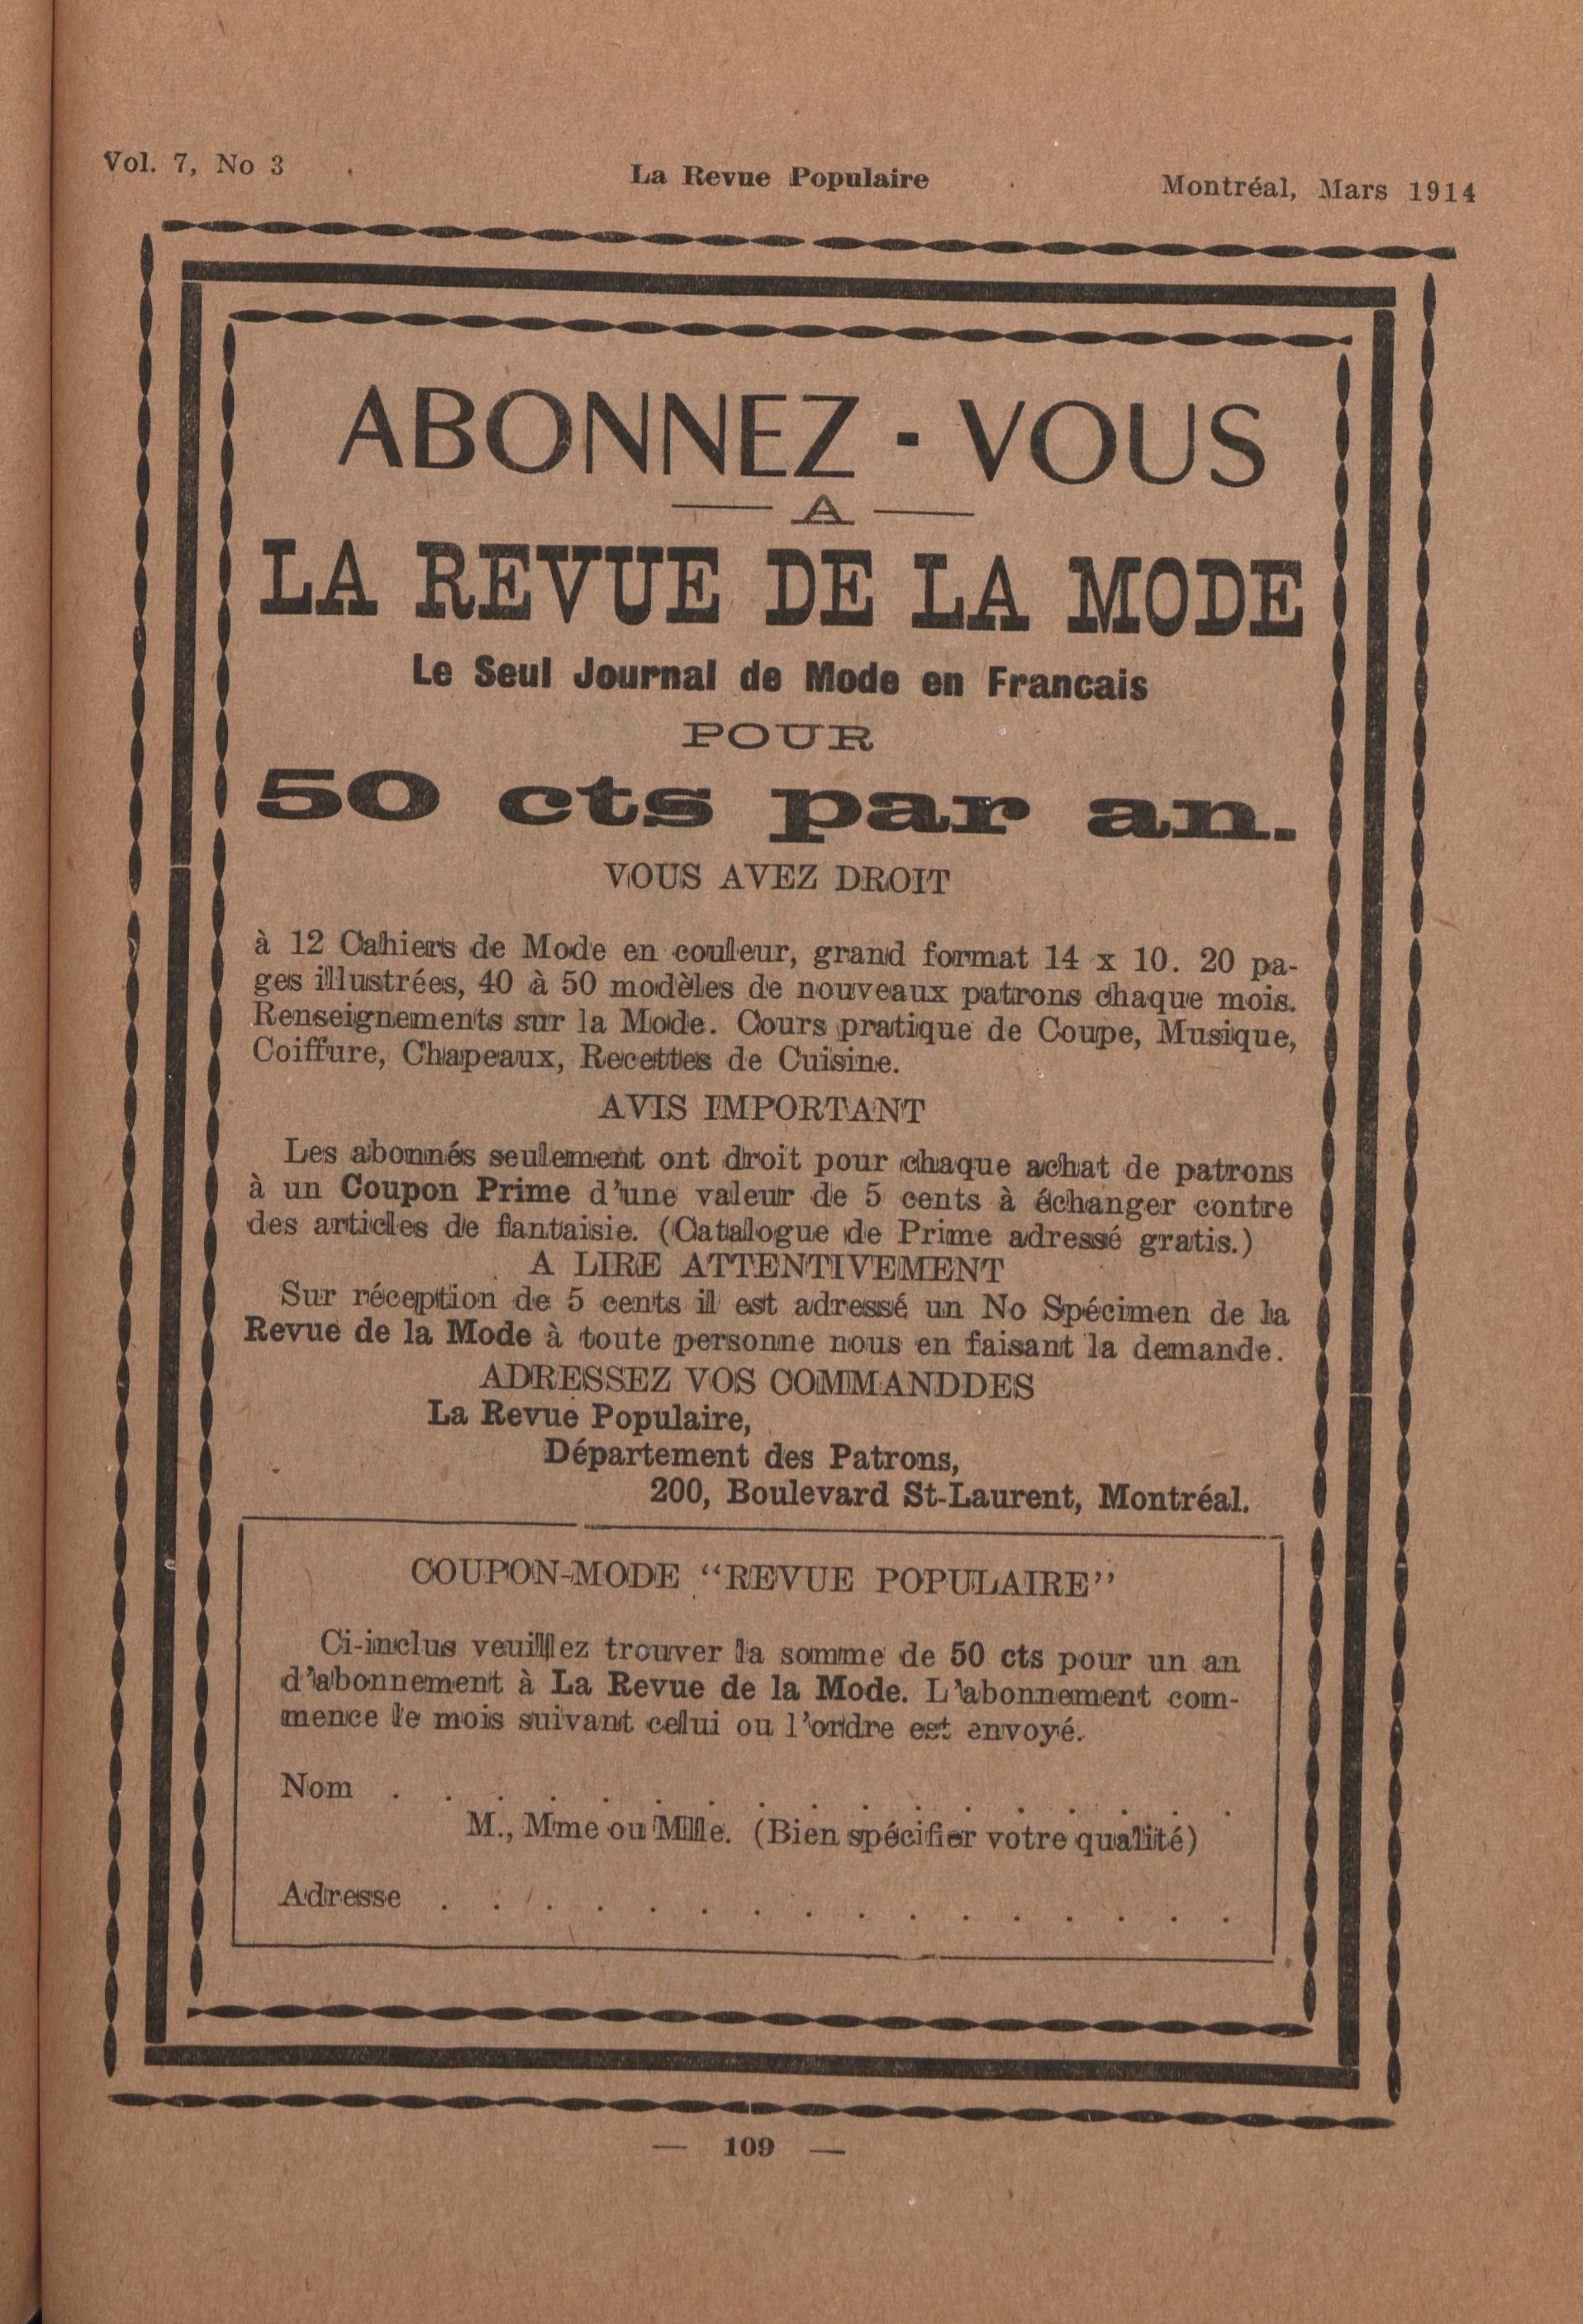 Vol. 7, No 3
La Revue Populaire
Montréal, Mars 1914
ABONNEZ - VOUS
— A —
LA REVUE DE LA MODE
Le Seul Journal de Mode en Francais
POUR
50 cts par an.
VOUS AVEZ DROIT
à 12 Cahiers de Mode en couleur, grand format 14 x 10. 20 pa-
ges illustrées, 40 à 50 modèles de nouveaux patrons chaque mois.
Renseignements sur la Mode. Cours pratique de Coupe, Musique,
Coiffure, Chapeaux, Recettes de Cuisine.
AVIS IMPORTANT
Les abonnés seulement ont droit pour chaque achat de patrons
à un Coupon Prime d'une valeur de 5 cents à échanger contre
des articles de fantaisie. (Catalogue de Prime adressé gratis.)
A LIRE ATTENTIVEMENT
Sur réception de 5 cents il est adressé un No Spécimen de la
Revue de la Mode à toute personne nous en faisant la demande.
ADRESSEZ VOS COMMANDDES
La Revue Populaire,
Département des Patrons,
200, Boulevard St-Laurent, Montréal.
COUPON-MODE "REVUE POPULAIRE"
Ci-inclus veuillez trouver la somme de 50 cts pour un an
d'abonnement à La Revue de la Mode. L'abonnement com-
mence le mois suivant celui ou l'ordre est envoyé.
Nom . . . . . . . . . . . . . . . . .
M., Mme ou Mlle. (Bien spécifier votre qualité)
Adresse . . . . . . . . . . . . . . . .
— 109 —